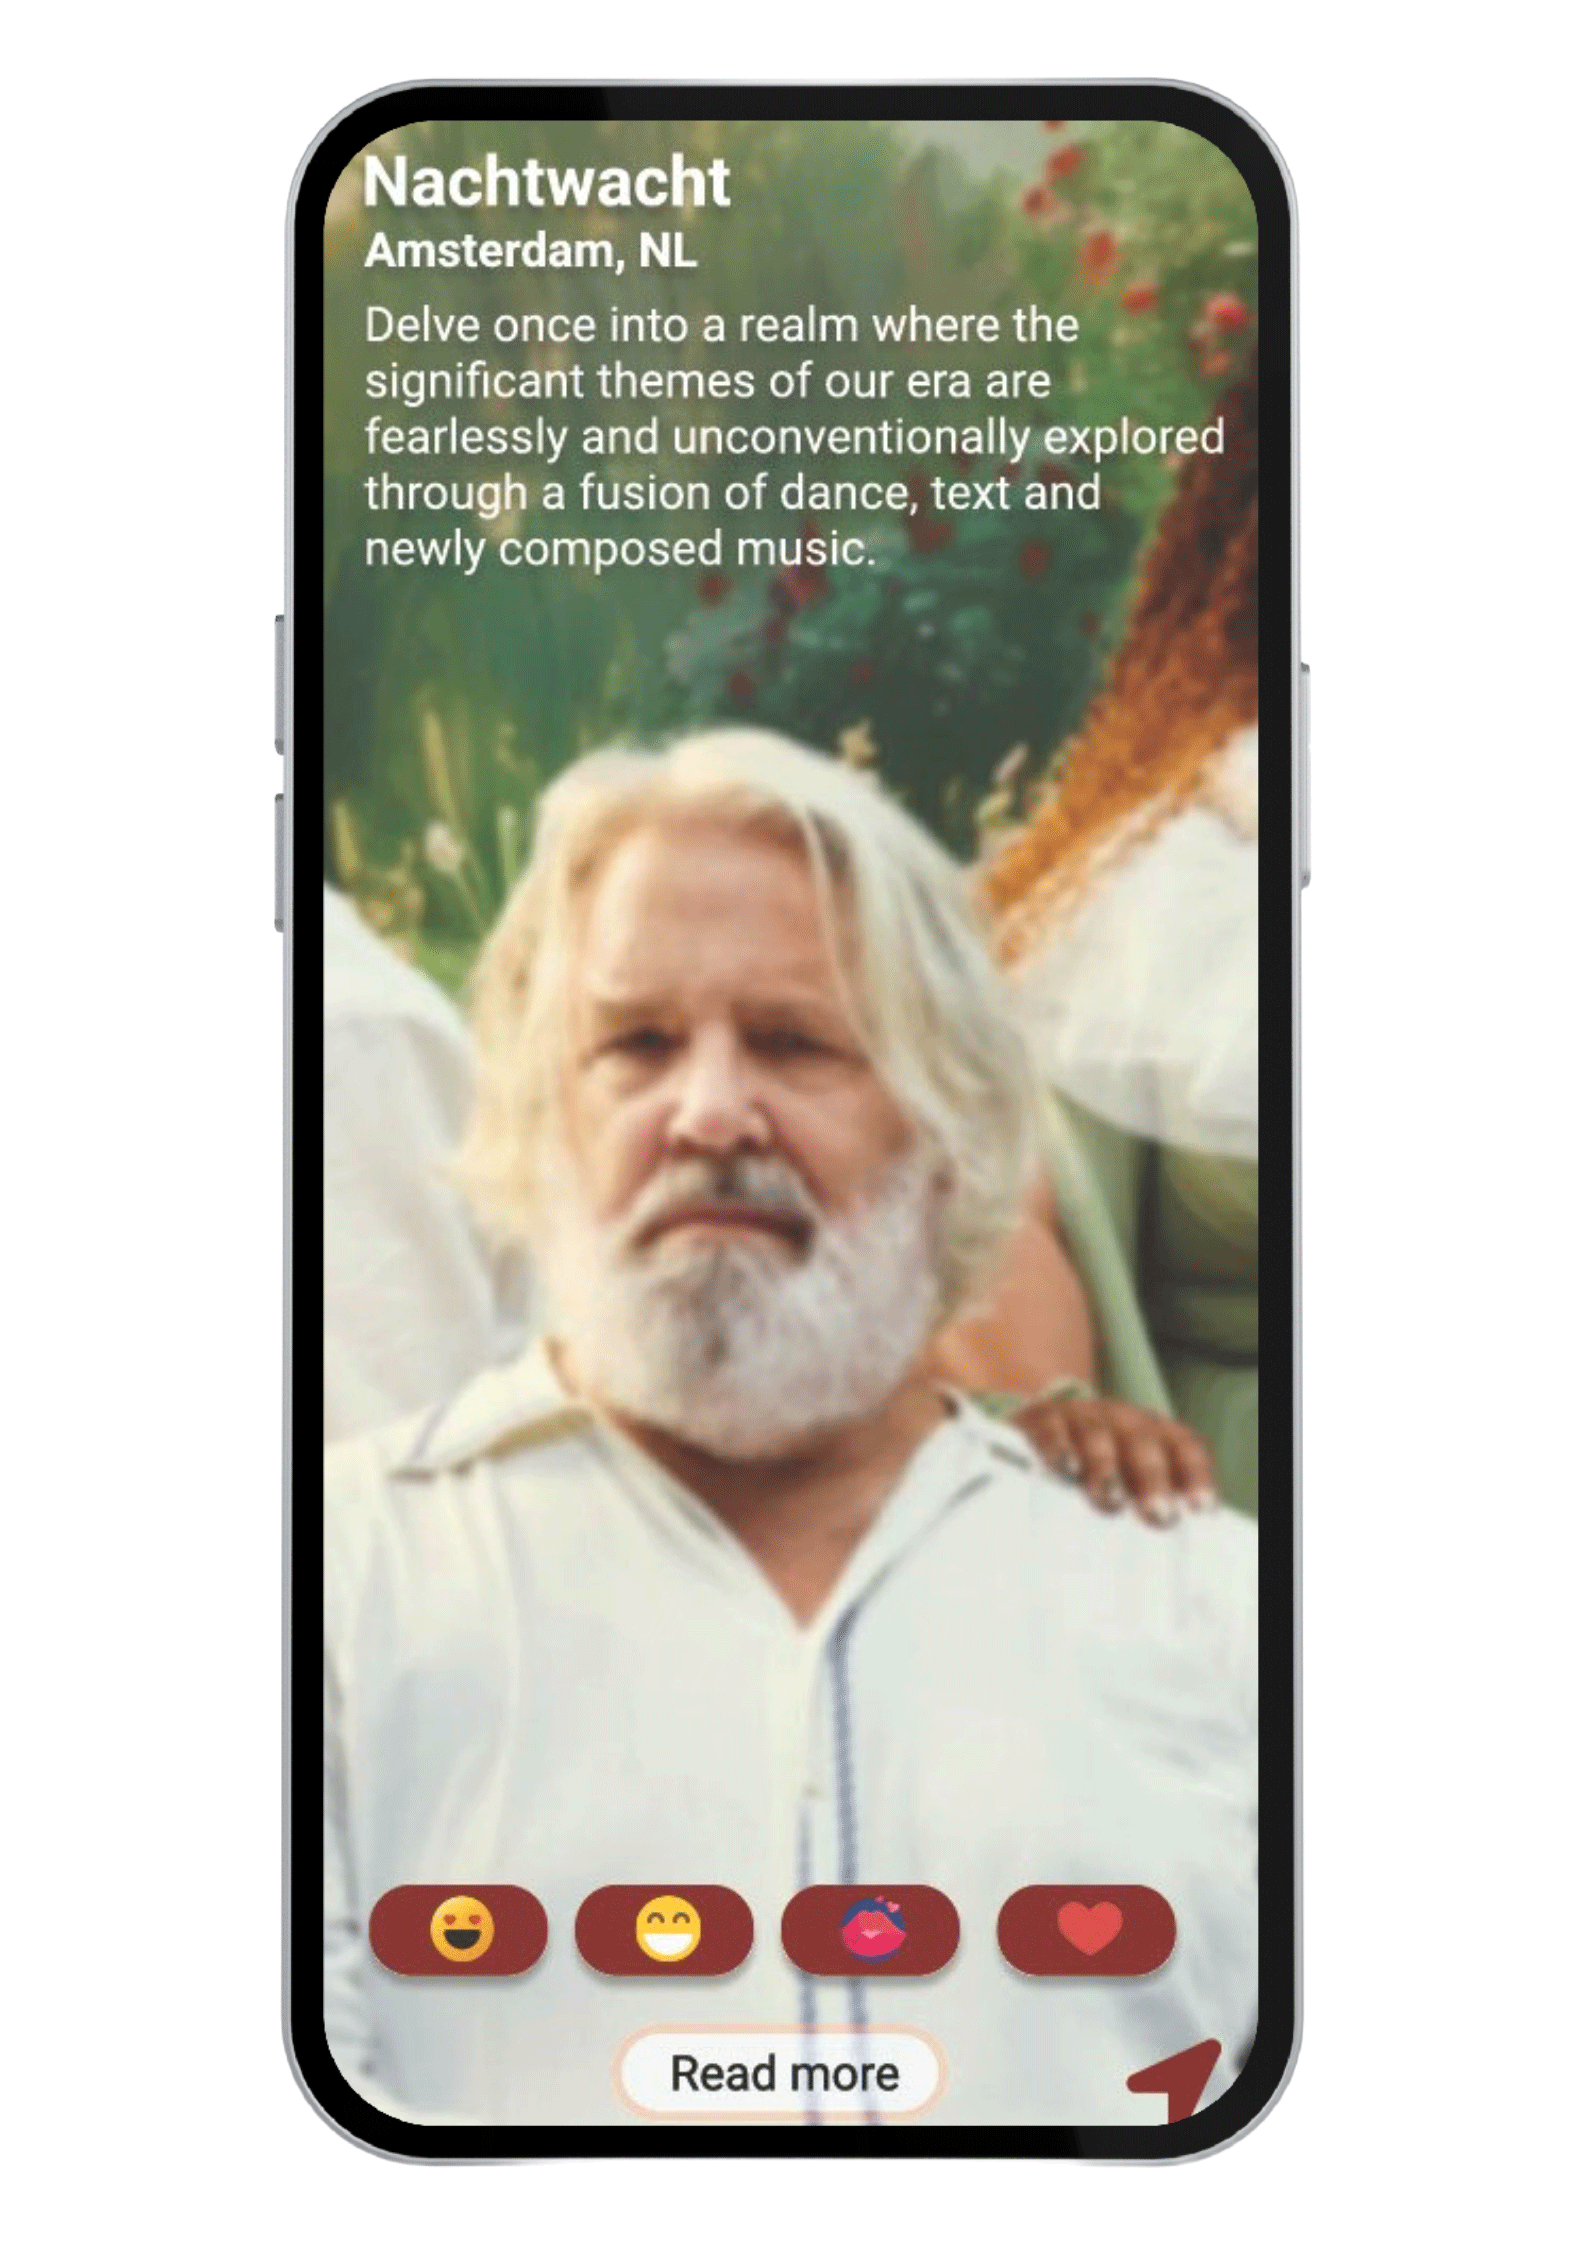 Nachtwacht
Amsterdam, NL
Delve once into a realm where the
significant themes of our era are
fearlessly and unconventionally explored
through a fusion of dance, text and
newly composed music.
Read more